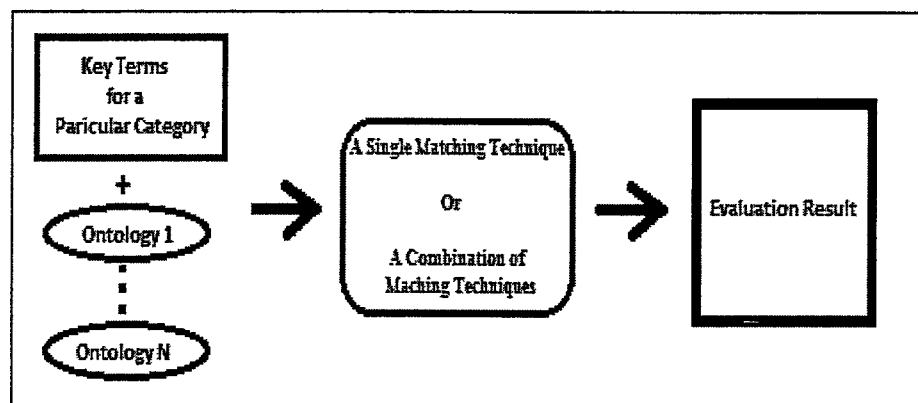 Key Terms
for a
Paricular Category
+
Ontology 1
Ontology N
A Single Matching Technique
Or
A Combination of
Maching Techniques
Evaluation Result